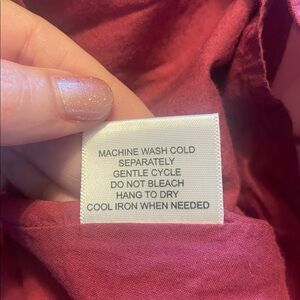 MACHINE WASH COLD
SEPARATELY
GENTLE CYCLE
DO NOT BLEACH
HANG TO DRY
COOL IRON WHEN NEEDED